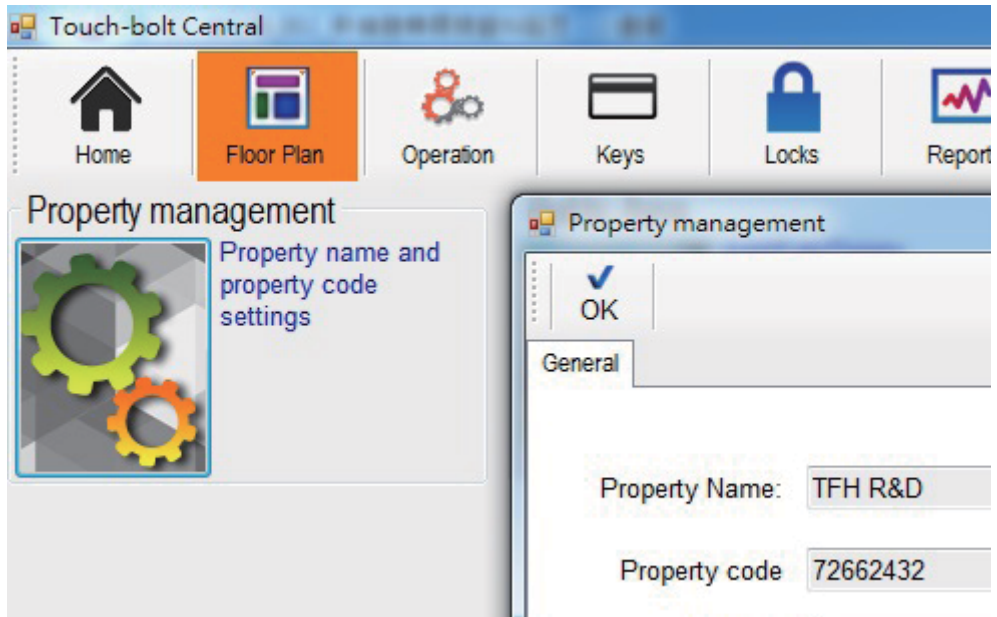 Touch-bolt Central
Home
Floor Plan
Operation
Keys
Locks
Report
Property management
Property name and
property code
settings
Property management
OK
General
Property Name: TFH R&D
Property code 72662432